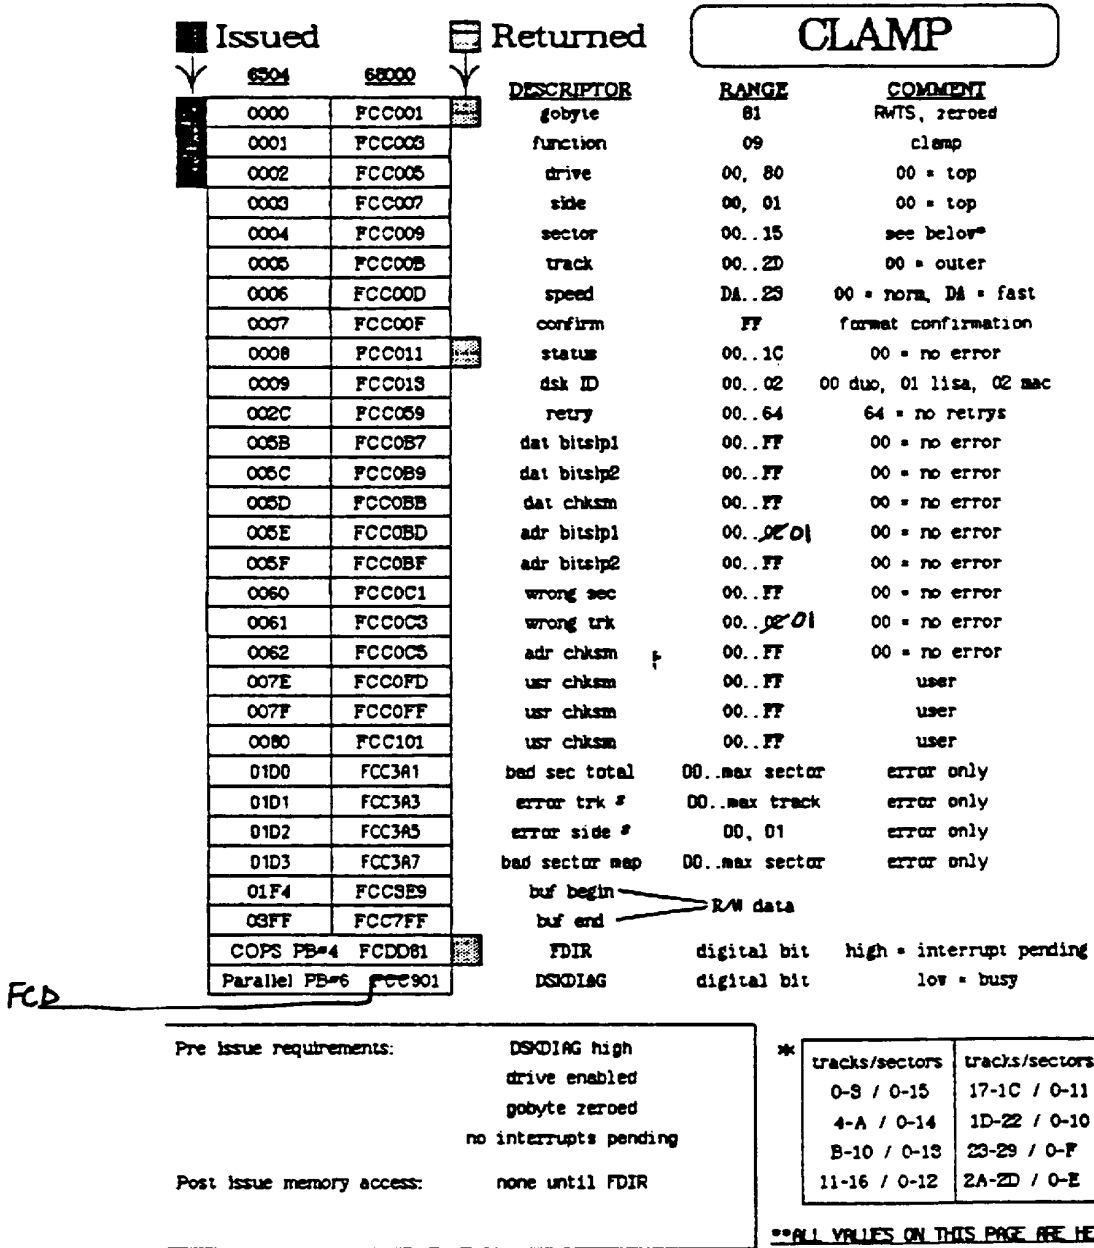 Issued Returned CLAMP
6504 68000 DESCRIPTOR RANGE COMMENT
0000 FCC001 gobyte 81 RWTS, zeroed
0001 FCC003 function 09 clamp
0002 FCC005 drive 00, 80 00 = top
0003 FCC007 side 00, 01 00 = top
0004 FCC009 sector 00..15 see below*
0005 FCC00B track 00..2D 00 = outer
0006 FCC00D speed DA..23 00 = norm, DA = fast
0007 FCC00F confirm FF format confirmation
0008 FCC011 status 00..1C 00 = no error
0009 FCC013 dsk ID 00..02 00 duo, 01 lisa, 02 mac
002C FCC059 retry 00..64 64 = no retrys
005B FCC0B7 dat bitslp1 00..FF 00 = no error
005C FCC0B9 dat bitslp2 00..FF 00 = no error
005D FCC0BB dat chksm 00..FF 00 = no error
005E FCC0BD adr bitslp1 00..02 01 00 = no error
005F FCC0BF adr bitslp2 00..FF 00 = no error
0060 FCC0C1 wrong sec 00..FF 00 = no error
0061 FCC0C3 wrong trk 00..02 01 00 = no error
0062 FCC0C5 adr chksm 00..FF 00 = no error
007E FCC0FD usr chksm 00..FF user
007F FCC0FF usr chksm 00..FF user
0080 FCC101 usr chksm 00..FF user
01D0 FCC3A1 bad sec total 00..max sector error only
01D1 FCC3A3 error trk # 00..max track error only
01D2 FCC3A5 error side # 00, 01 error only
01D3 FCC3A7 bad sector map 00..max sector error only
01F4 FCC3E9 buf begin
R/W data
03FF FCC7FF buf end
COPS PB#4 FCDD81 FDIR digital bit high = interrupt pending
Parallel PB#6 FCC901 DSKDIAG digital bit low = busy
FCD
Pre issue requirements: DSKDIAG high
drive enabled
gobyte zeroed
no interrupts pending
Post issue memory access: none until FDIR
* tracks/sectors tracks/sectors
0-3 / 0-15 17-1C / 0-11
4-A / 0-14 1D-22 / 0-10
B-10 / 0-13 23-29 / 0-F
11-16 / 0-12 2A-2D / 0-E
**ALL VALUES ON THIS PAGE ARE HE